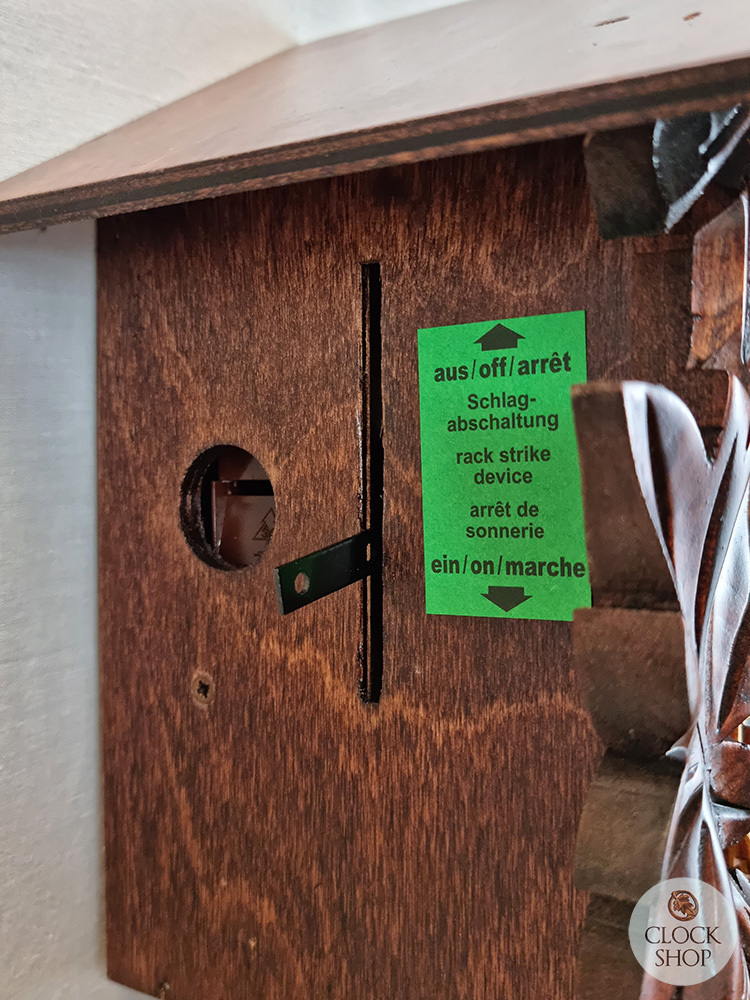 aus/off/arrêt
Schlag-
abschaltung
rack strike
device
arrêt de
sonnerie
ein/on/marche
CLOCK
SHOP